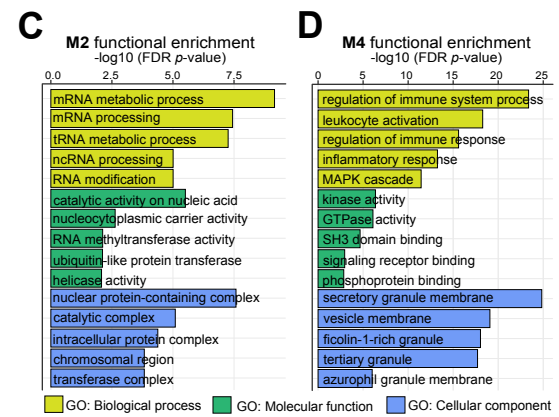 C
M2 functional enrichment
-log10 (FDR p-value)
0.0 2.5 5.0 7.5
mRNA metabolic process
mRNA processing
tRNA metabolic process
ncRNA processing
RNA modification
catalytic activity on nucleic acid
nucleocytoplasmic carrier activity
RNA methyltransferase activity
ubiquitin-like protein transferase
helicase activity
nuclear protein-containing complex
catalytic complex
intracellular protein complex
chromosomal region
transferase complex
D
M4 functional enrichment
-log10 (FDR p-value)
0 5 10 15 20 25
regulation of immune system process
leukocyte activation
regulation of immune response
inflammatory response
MAPK cascade
kinase activity
GTPase activity
SH3 domain binding
signaling receptor binding
phosphoprotein binding
secretory granule membrane
vesicle membrane
ficolin-1-rich granule
tertiary granule
azurophil granule membrane
GO: Biological process GO: Molecular function GO: Cellular component